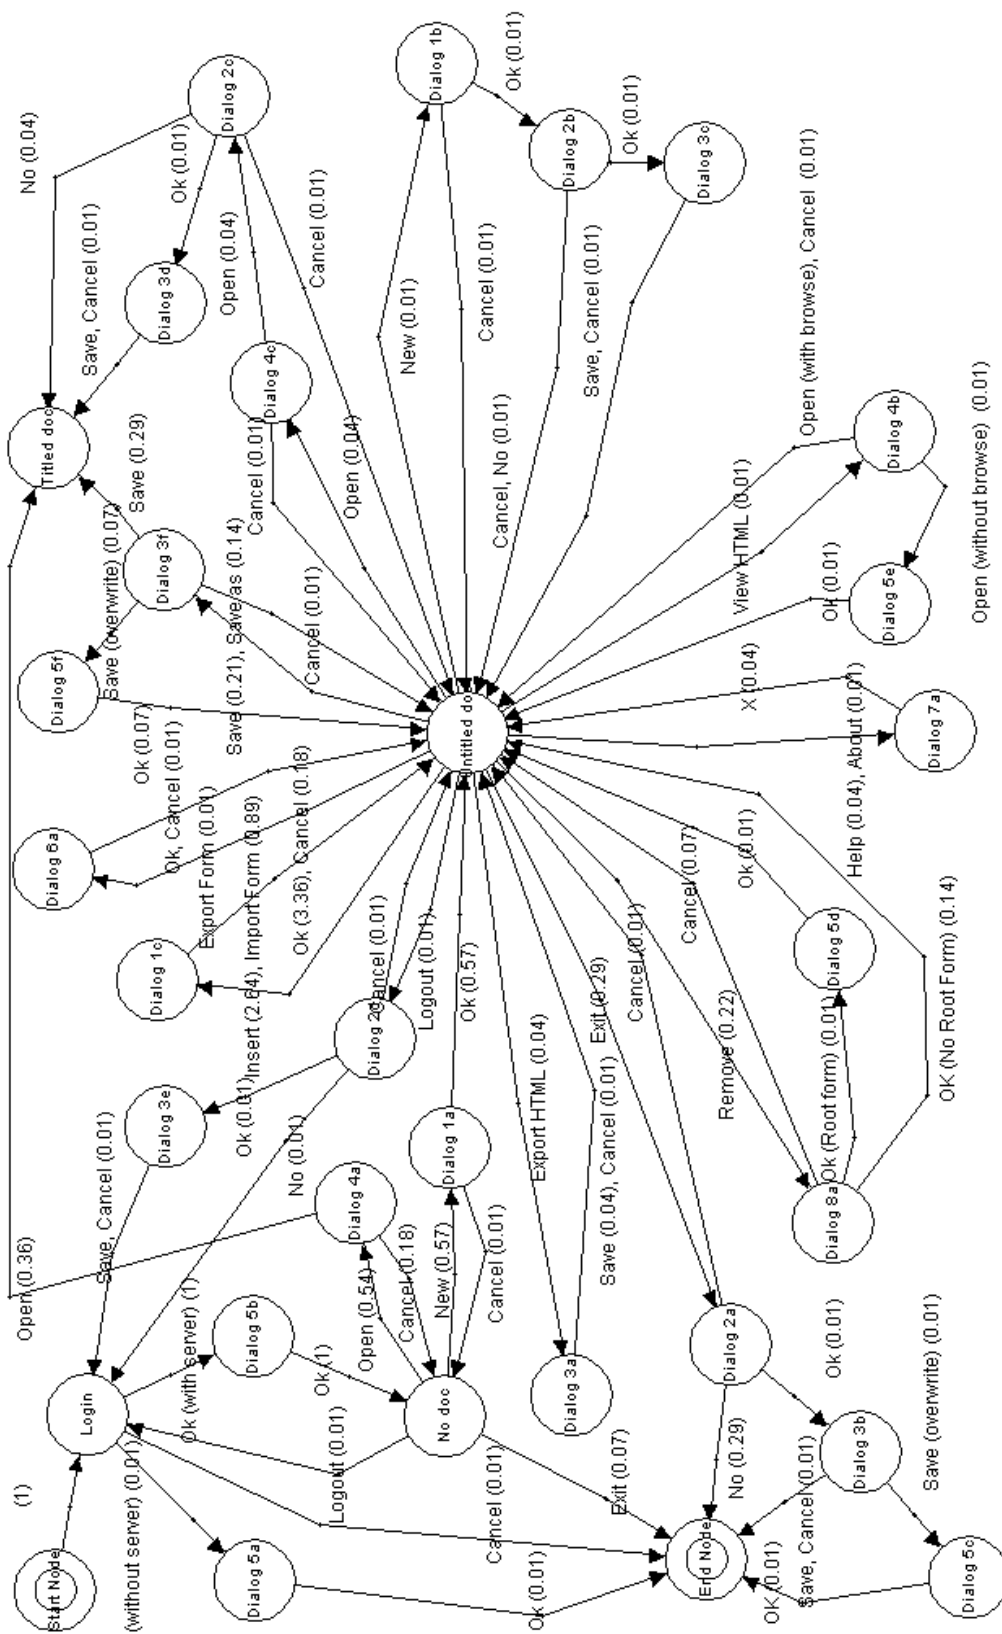 (1)
Start Node
Login
(without server) (0.01)
Dialog 5a
Ok (0.01)
Ok (with server) (1)
Dialog 5b
Ok (1)
Logout (0.01)
Cancel (0.01)
No doc
Exit (0.07)
End Node
Open (0.36)
Open (0.54)
Cancel (0.18)
Dialog 4a
New (0.57)
Cancel (0.01)
Dialog 1a
Ok (0.57)
Save, Cancel (0.01)
Dialog 3e
Ok (0.01)
No (0.01)
Cancel (0.01)
Logout (0.01)
Insert (2.64), Import Form (0.89)
Ok (3.36), Cancel (0.18)
Dialog 1c
Export Form (0.01)
Ok, Cancel (0.01)
Dialog 6a
Ok (0.07)
Dialog 5f
Save (overwrite) (0.07)
Save (0.21), Save as (0.14)
Cancel (0.01)
Dialog 3f
Save (0.29)
Titled doc
No (0.04)
Save, Cancel (0.01)
Dialog 3d
Ok (0.01)
Dialog 2c
Open (0.04)
Cancel (0.01)
Dialog 4c
Cancel (0.01)
Open (0.04)
New (0.01)
Cancel (0.01)
Dialog 1b
Ok (0.01)
Dialog 2b
Ok (0.01)
Dialog 3c
Cancel, No (0.01)
Save, Cancel (0.01)
View HTML (0.01)
Open (with browse), Cancel (0.01)
Dialog 4b
Open (without browse) (0.01)
Dialog 5e
Ok (0.01)
X (0.04)
Dialog 7a
Help (0.04), About (0.01)
Export HTML (0.04)
Save (0.04), Cancel (0.01)
Dialog 3a
Exit (0.29)
Cancel (0.01)
Dialog 2a
Remove (0.22)
Cancel (0.07)
Ok (0.01)
Dialog 5d
Ok (Root form) (0.01)
OK (No Root Form) (0.14)
Dialog 8a
No (0.29)
Ok (0.01)
Dialog 3b
Save, Cancel (0.01)
Save (overwrite) (0.01)
Ok (0.01)
Dialog 5c